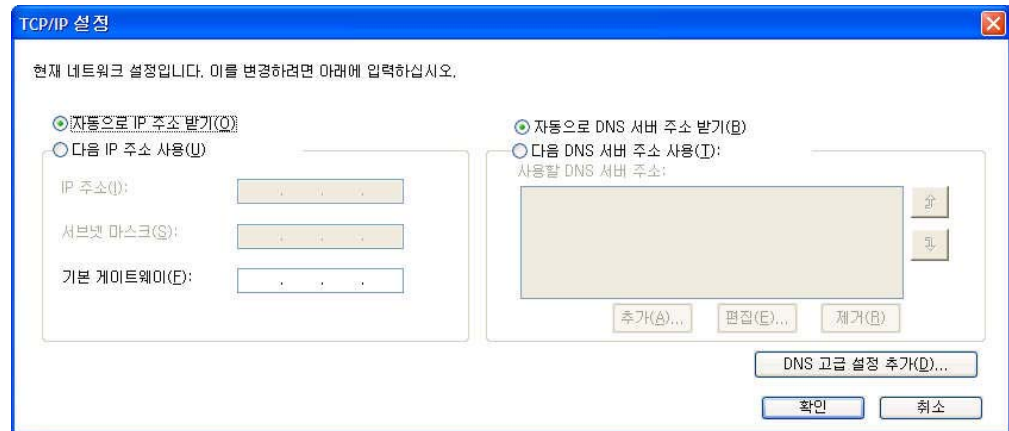 TCP/IP 설정
현재 네트워크 설정입니다. 이를 변경하려면 아래에 입력하십시오.
자동으로 IP 주소 받기(O)
다음 IP 주소 사용(U)
IP 주소(I):
서브넷 마스크(S):
기본 게이트웨이(F):
자동으로 DNS 서버 주소 받기(B)
다음 DNS 서버 주소 사용(T):
사용할 DNS 서버 주소:
추가(A)... 편집(E)... 제거(R)
DNS 고급 설정 추가(D)...
확인 취소